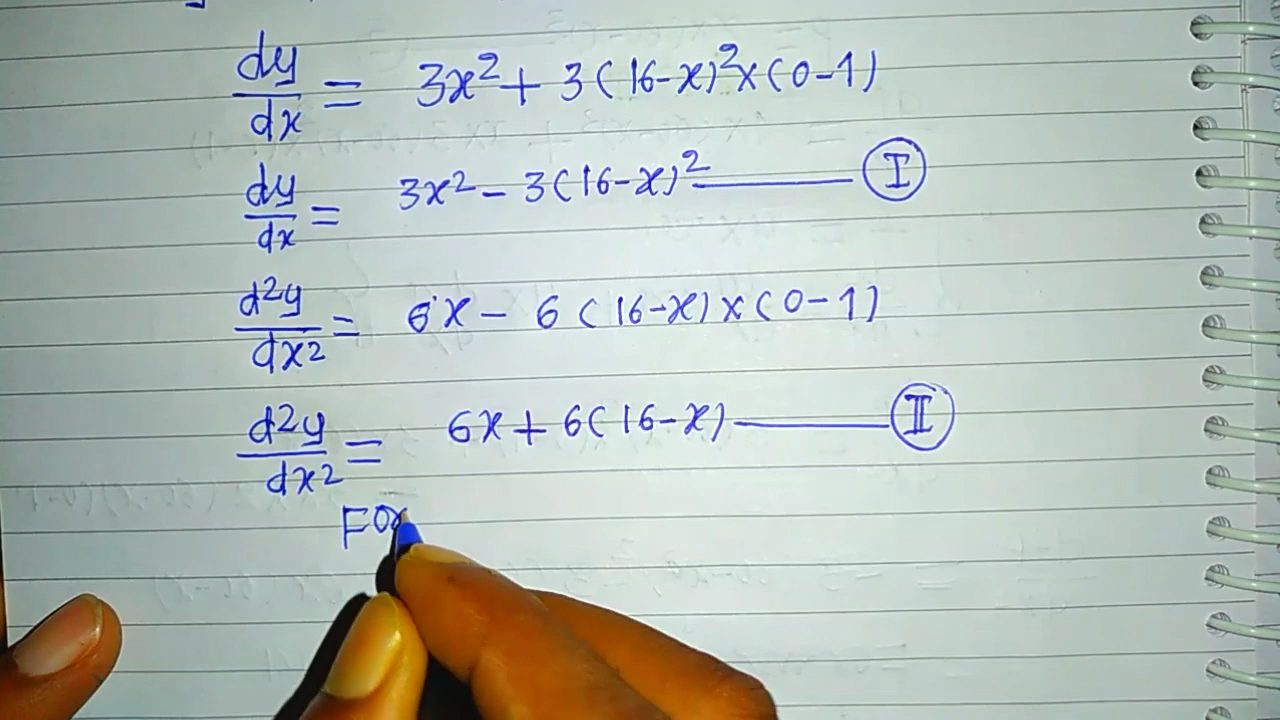 dy/dx = 3x² + 3(16-x)²×(0-1)
dy/dx = 3x² - 3(16-x)² ——— I
d²y/dx² = 6x - 6(16-x)×(0-1)
d²y/dx² = 6x + 6(16-x) ——— II
For